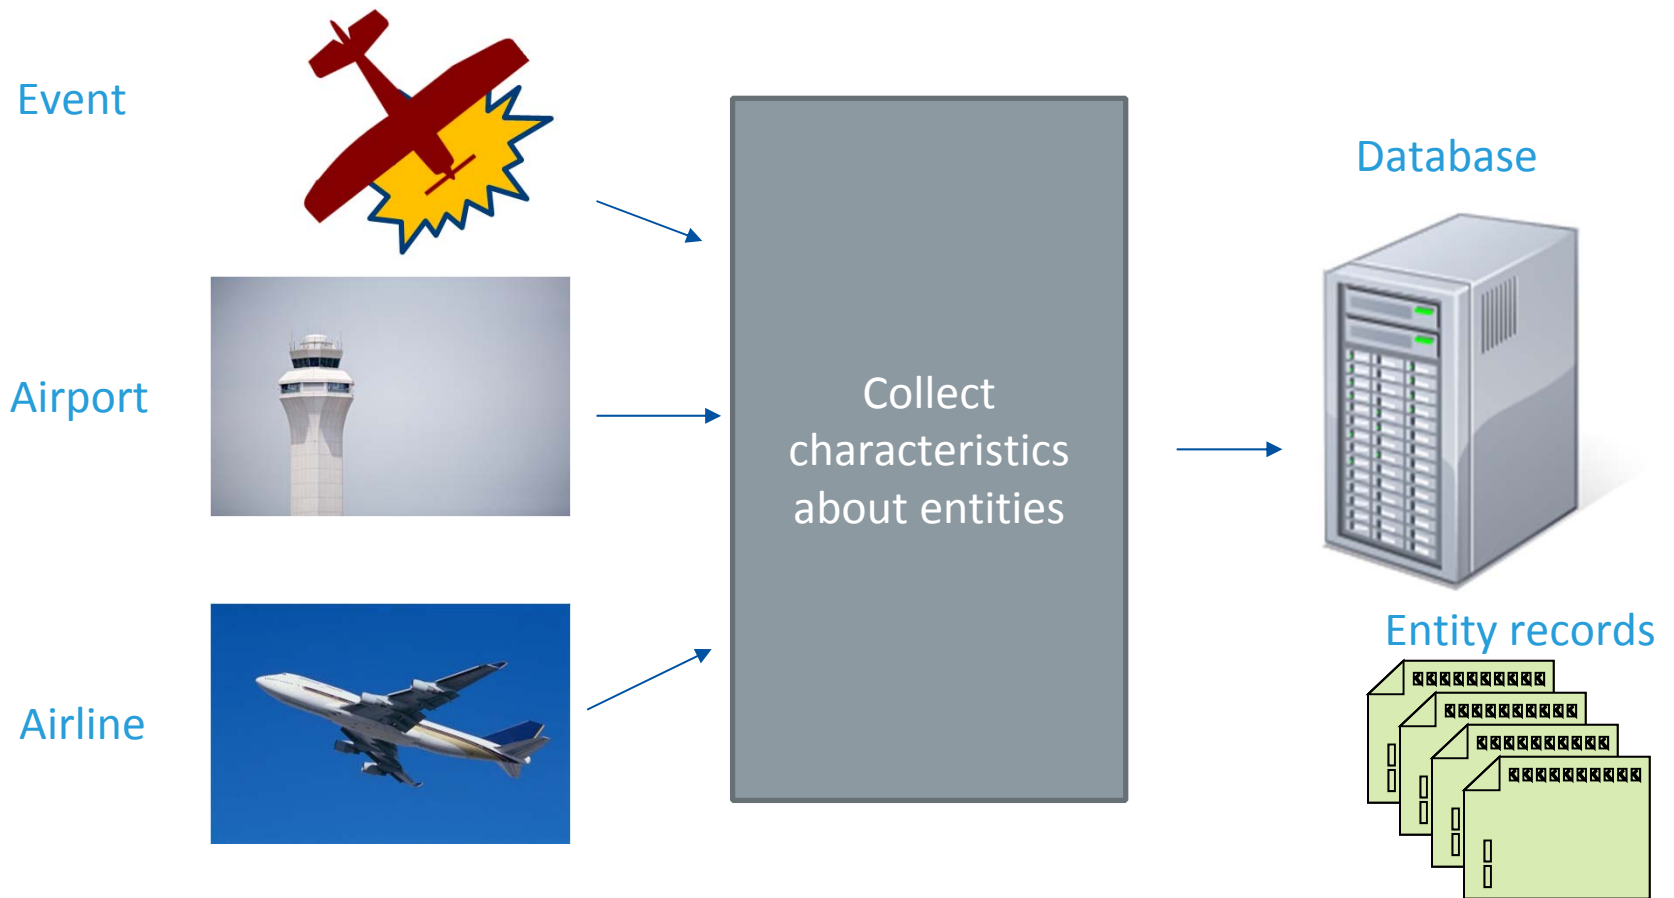 Event
Airport
Airline
Collect
characteristics
about entities
Database
Entity records